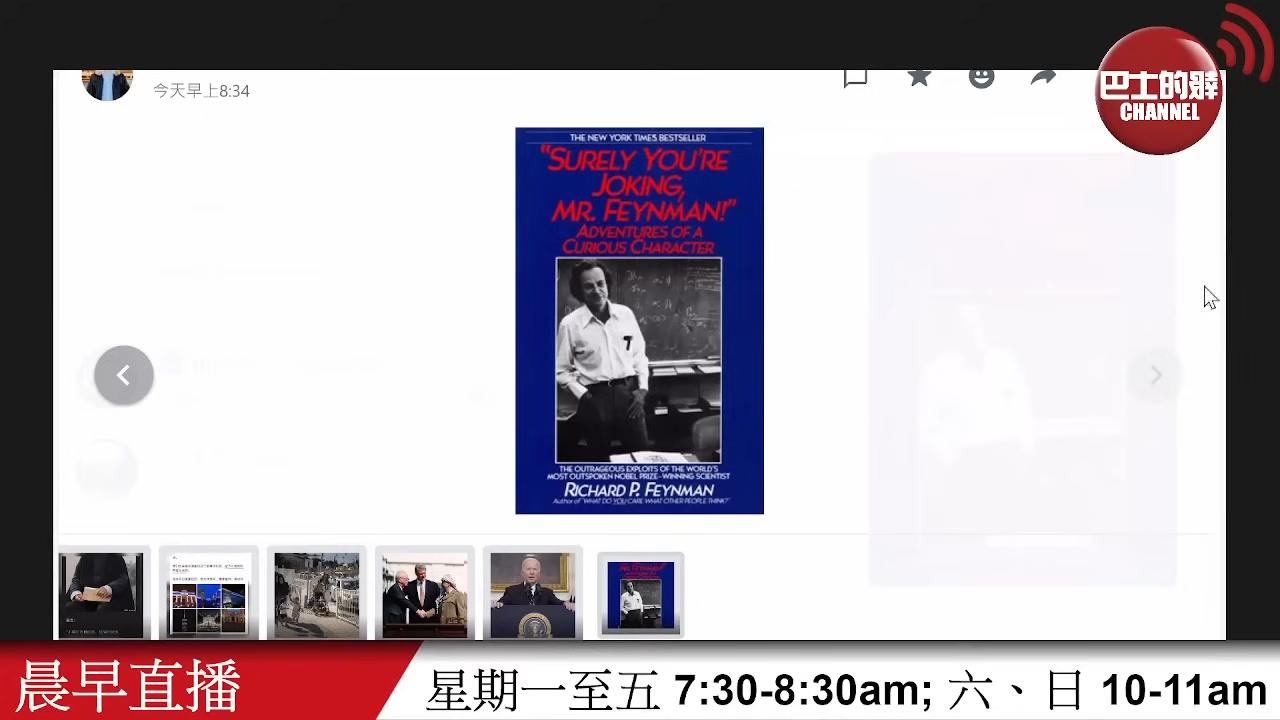 今天早上8:34
巴士的報
CHANNEL
THE NEW YORK TIMES BESTSELLER
"SURELY YOU'RE
JOKING,
MR. FEYNMAN!"
ADVENTURES OF A
CURIOUS CHARACTER
THE OUTRAGEOUS EXPLOITS OF THE WORLD'S
MOST OUTSPOKEN NOBEL PRIZE-WINNING SCIENTIST
RICHARD P. FEYNMAN
Author of "WHAT DO YOU CARE WHAT OTHER PEOPLE THINK?"
晨早直播
星期一至五 7:30-8:30am; 六、日 10-11am